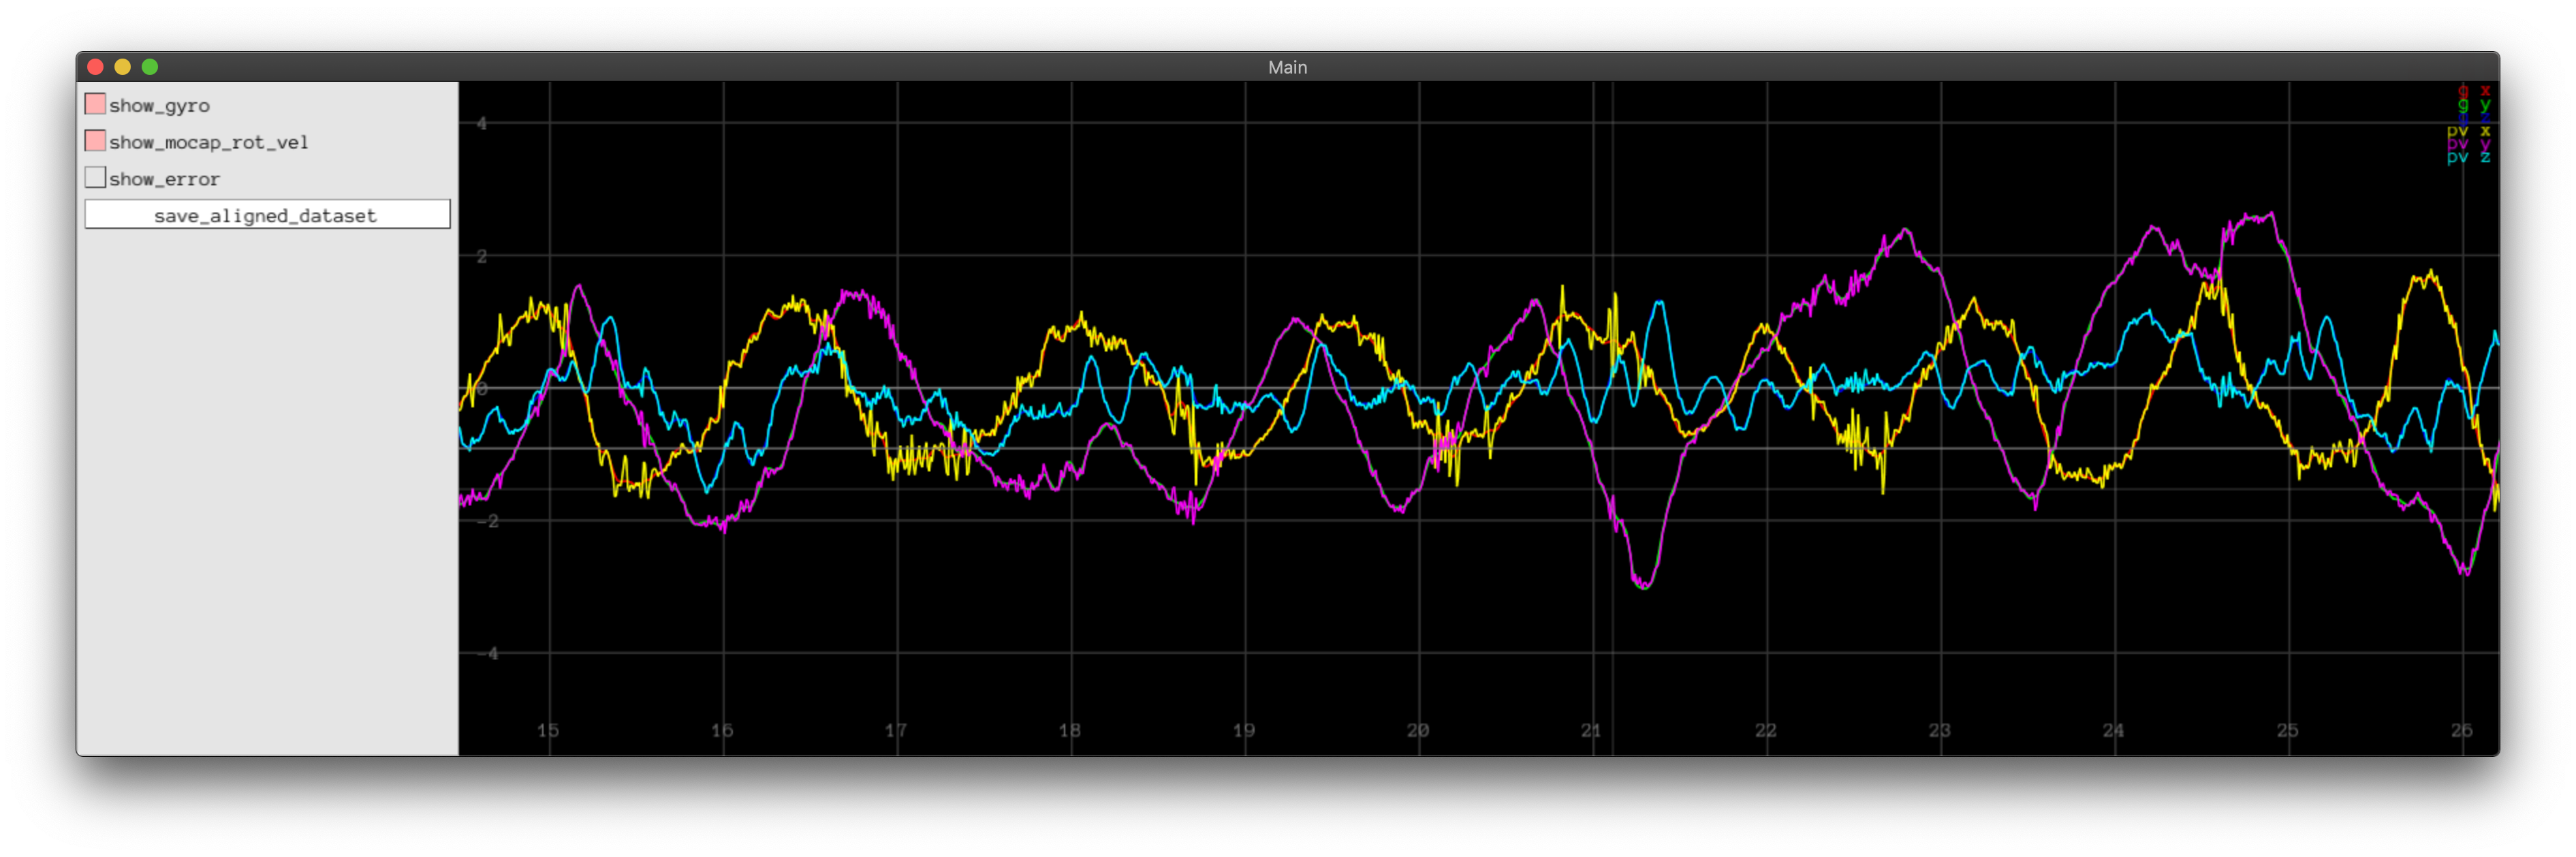 Main
show_gyro
show_mocap_rot_vel
show_error
save_aligned_dataset
g x
g y
g z
pv x
pv y
pv z
4
2
0
-2
-4
15 16 17 18 19 20 21 22 23 24 25 26